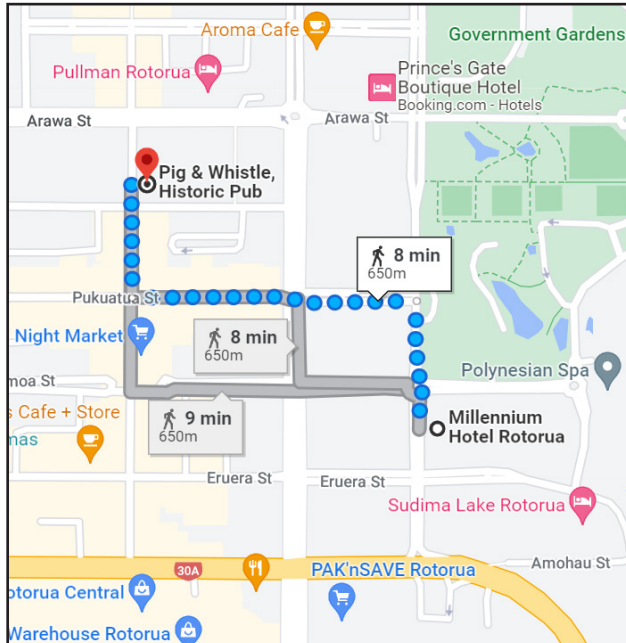 Aroma Cafe
Government Gardens
Pullman Rotorua
Prince's Gate
Boutique Hotel
Booking.com - Hotels
Arawa St
Arawa St
Pig & Whistle,
Historic Pub
8 min
650m
Pukuatua St
Night Market
8 min
650m
Polynesian Spa
moa St
9 min
650m
s Cafe + Store
mas
Millennium
Hotel Rotorua
Eruera St
Eruera St
Sudima Lake Rotorua
30A
PAK'nSAVE Rotorua
Amohau St
otorua Central
Warehouse Rotorua